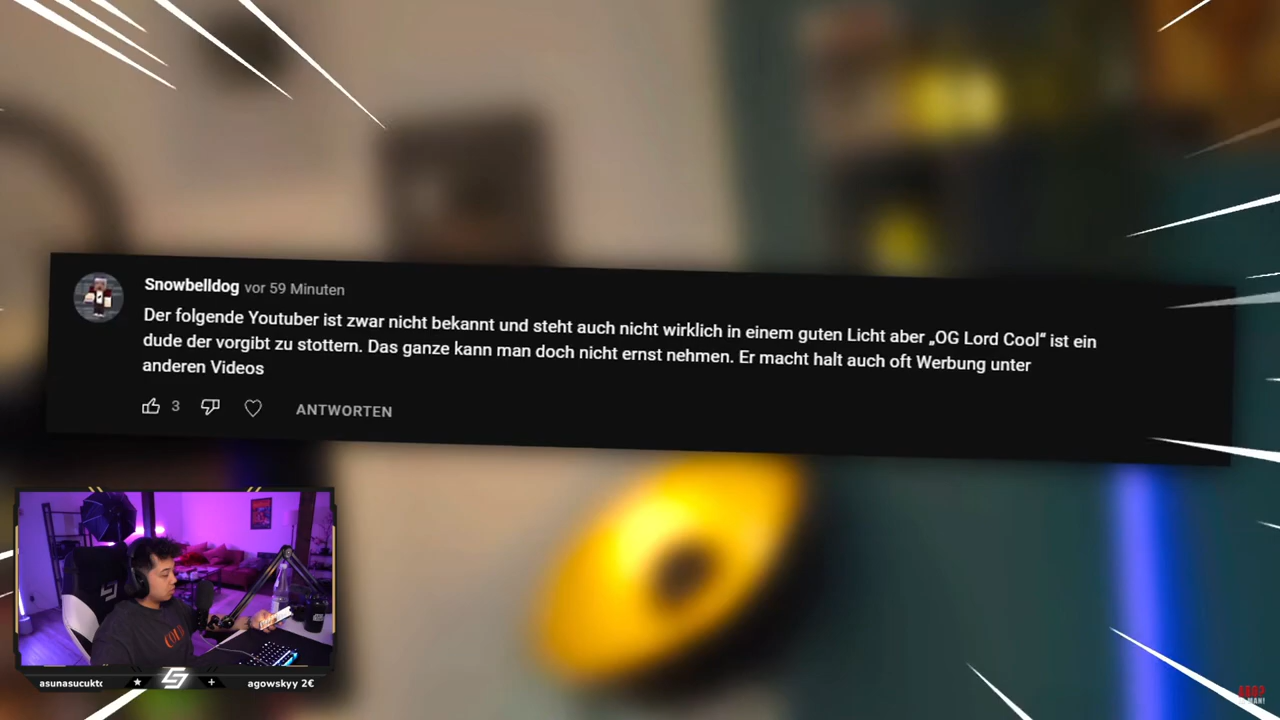 Snowbelldog vor 59 Minuten
Der folgende Youtuber ist zwar nicht bekannt und steht auch nicht wirklich in einem guten Licht aber „OG Lord Cool“ ist ein
dude der vorgibt zu stottern. Das ganze kann man doch nicht ernst nehmen. Er macht halt auch oft Werbung unter
anderen Videos
3
ANTWORTEN
asunasuckto
agowskyy 2€